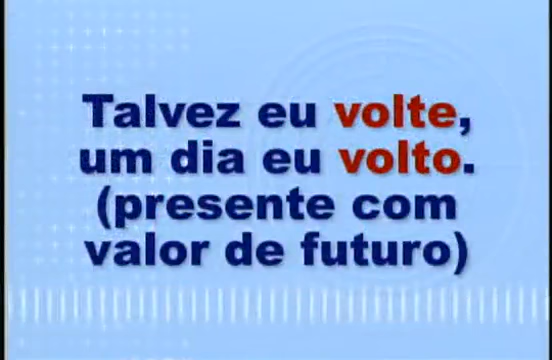 Talvez eu volte,
um dia eu volto.
(presente com
valor de futuro)